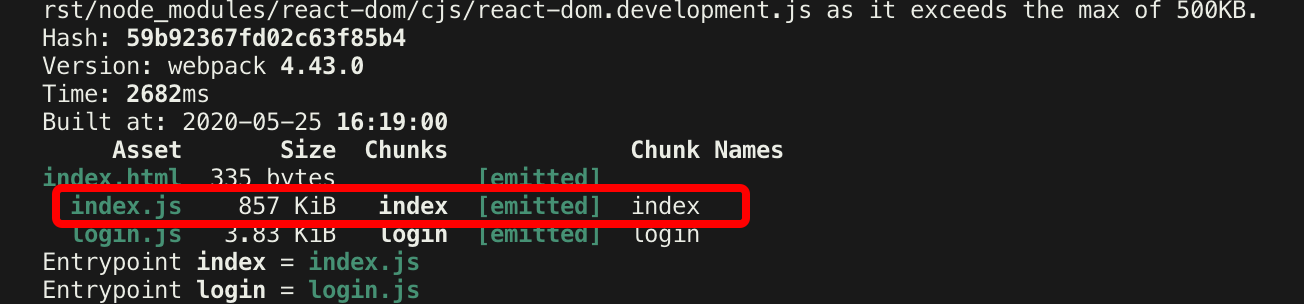 rst/node_modules/react-dom/cjs/react-dom.development.js as it exceeds the max of 500KB.
Hash: 59b92367fd02c63f85b4
Version: webpack 4.43.0
Time: 2682ms
Built at: 2020-05-25 16:19:00
Asset Size Chunks Chunk Names
index.html 335 bytes [emitted]
index.js 857 KiB index [emitted] index
login.js 3.83 KiB login [emitted] login
Entrypoint index = index.js
Entrypoint login = login.js